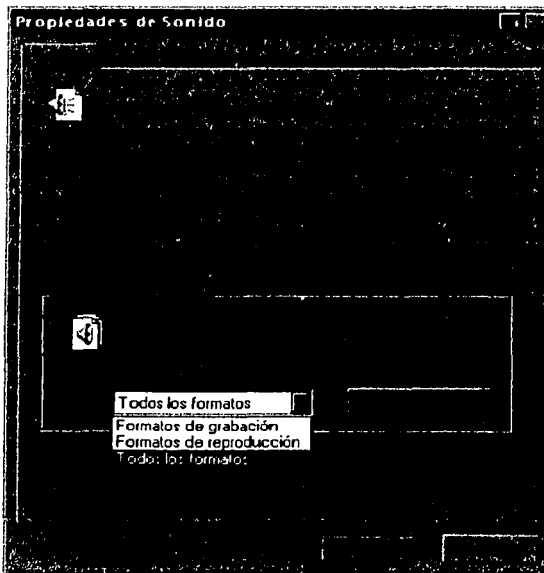 Propiedades de Sonido
Todos los formatos
Formatos de grabación
Formatos de reproducción
Todos los formatos